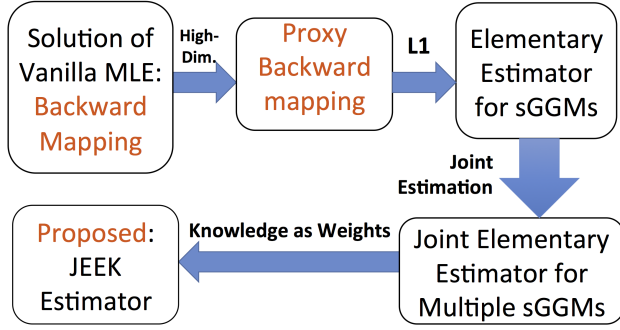 Solution of
Vanilla MLE:
Backward
Mapping
High-
Dim.
Proxy
Backward
mapping
L1
Elementary
Estimator
for sGGMs
Joint
Estimation
Joint Elementary
Estimator for
Multiple sGGMs
Knowledge as Weights
Proposed:
JEEK
Estimator